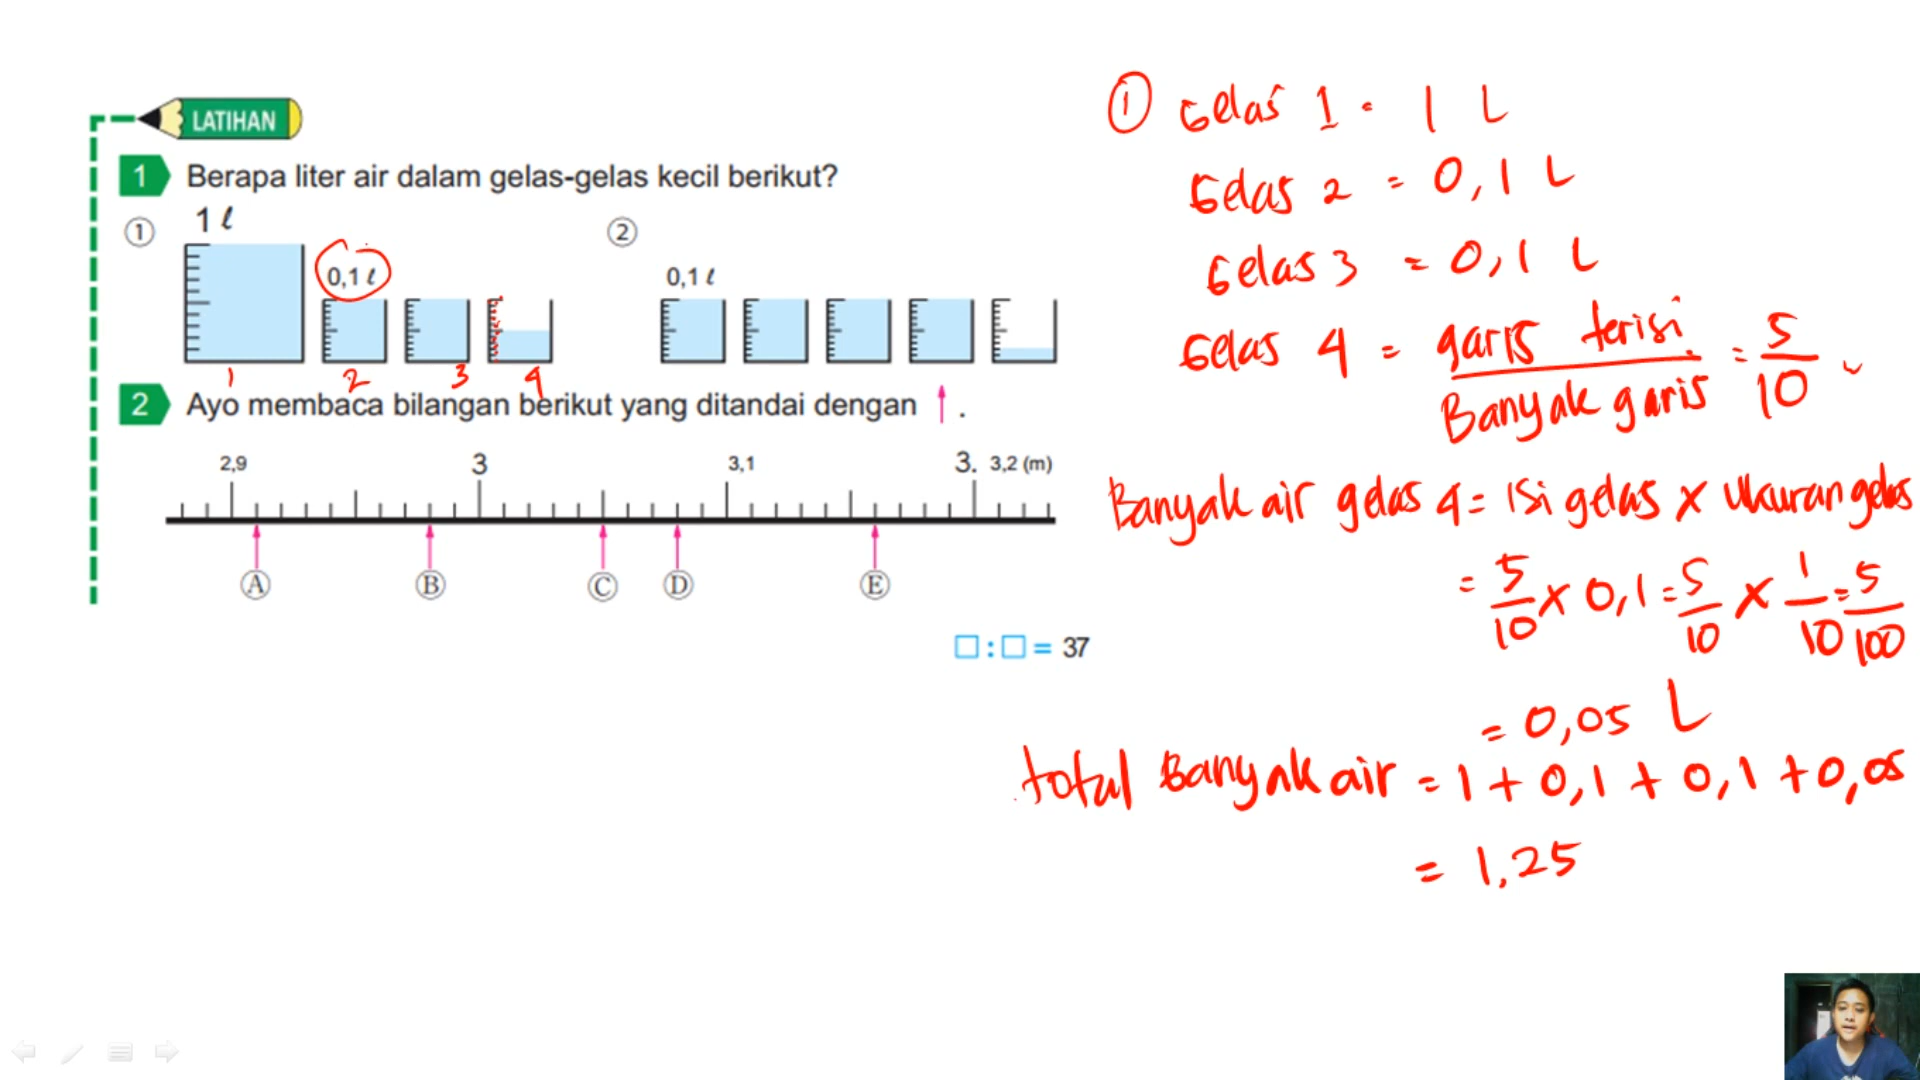 LATIHAN
1 Berapa liter air dalam gelas-gelas kecil berikut?
① 1 ℓ 0,1 ℓ
1 2 3 4
② 0,1 ℓ
2 Ayo membaca bilangan berikut yang ditandai dengan ↑ .
2,9 3 3,1 3. 3,2 (m)
Ⓐ Ⓑ Ⓒ Ⓓ Ⓔ
□ : □ = 37
① Gelas 1 = 1 L
Gelas 2 = 0,1 L
Gelas 3 = 0,1 L
Gelas 4 = garis terisi / Banyak garis = 5/10
Banyak air gelas 4 = isi gelas x ukuran gelas
= 5/10 x 0,1 = 5/10 x 1/10 = 5/100
= 0,05 L
total Banyak air = 1 + 0,1 + 0,1 + 0,05
= 1,25